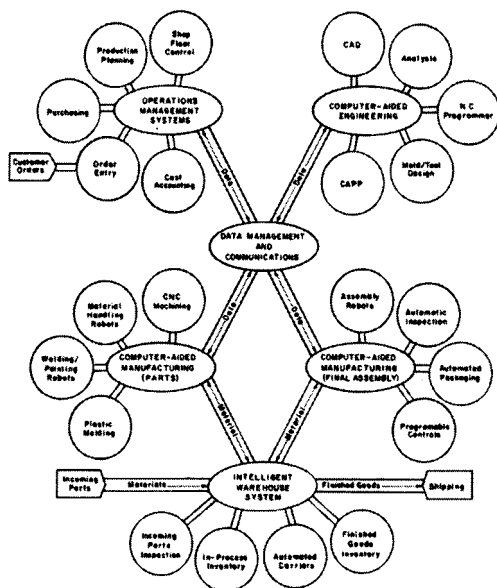 Shop
Floor
Control
Production
Planning
Purchasing
OPERATIONS
MANAGEMENT
SYSTEMS
Customer
Orders
Order
Entry
Cost
Accounting
CAD
Analysis
COMPUTER-AIDED
ENGINEERING
N C
Programmer
CAPP
Mold/Tool
Design
Data
Data
DATA MANAGEMENT
AND
COMMUNICATIONS
Data
Data
Material
Handling
Robots
CNC
Machining
Welding/
Painting
Robots
COMPUTER-AIDED
MANUFACTURING
(PARTS)
Plastic
Molding
Assembly
Robots
Automatic
Inspection
COMPUTER-AIDED
MANUFACTURING
(FINAL ASSEMBLY)
Automated
Packaging
Programable
Controls
Material
Material
Incoming
Parts
Materials
INTELLIGENT
WAREHOUSE
SYSTEM
Finished Goods
Shipping
Incoming
Parts
Inspection
In-Process
Inventory
Automated
Carriers
Finished
Goods
Inventory